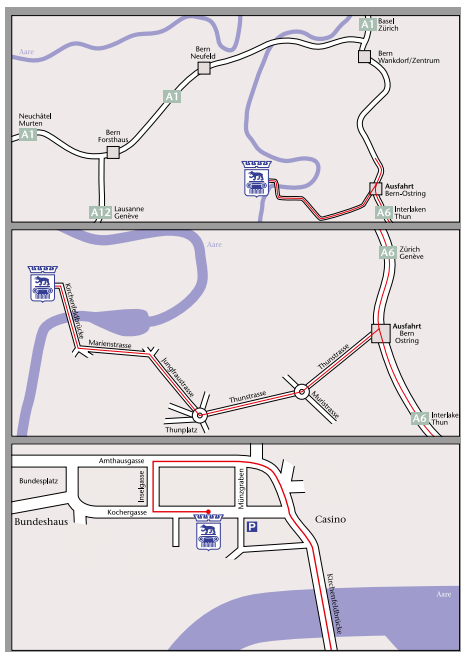 A1
Basel
Zürich
Aare
Bern
Neufeld
Bern
Wankdorf/Zentrum
A1
Neuchâtel
Murten
A1
Bern
Forsthaus
Ausfahrt
Bern-Ostring
A12
Lausanne
Genève
A6
Interlaken
Thun
Aare
A6
Zürich
Genève
Kirchenfeldbrücke
Ausfahrt
Bern
Ostring
Marienstrasse
Jungfraustrasse
Thunstrasse
Thunstrasse
Muristrasse
Thunplatz
A6
Interlaken
Thun
Amthausgasse
Bundesplatz
Inselgasse
Münzgraben
Kochergasse
Bundeshaus
P
Casino
Kirchenfeldbrücke
Aare